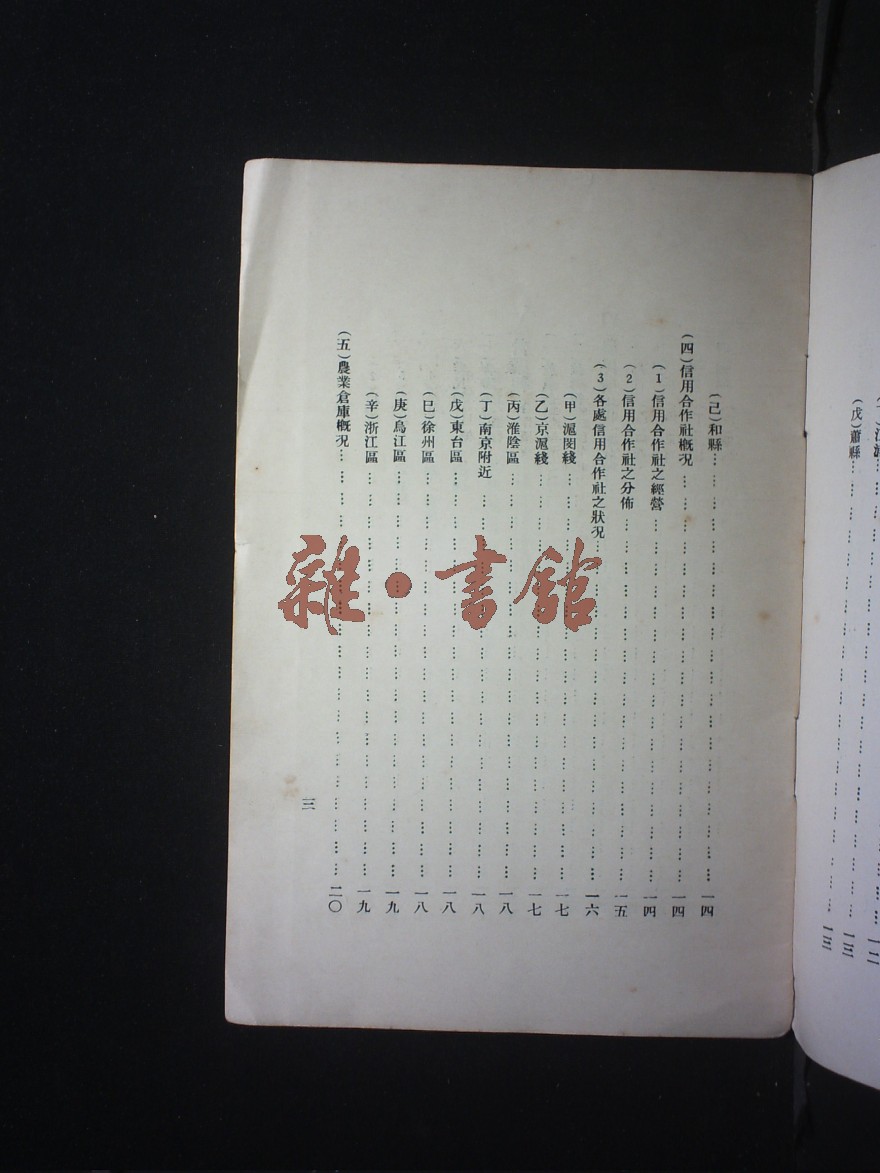 (戊)蕭縣…………一三
(己)和縣…………一四
(四)信用合作社概况…………一四
(1)信用合作社之經營…………一四
(2)信用合作社之分佈…………一五
(3)各處信用合作社之狀况…………一六
(甲)滬閔綫…………一七
(乙)京滬綫…………一七
(丙)淮陰區…………一八
(丁)南京附近…………一八
(戊)東台區…………一八
(巳)徐州區…………一八
(庚)烏江區…………一九
(辛)浙江區…………一九
(五)農業倉庫概况…………二〇
三
雜·書館